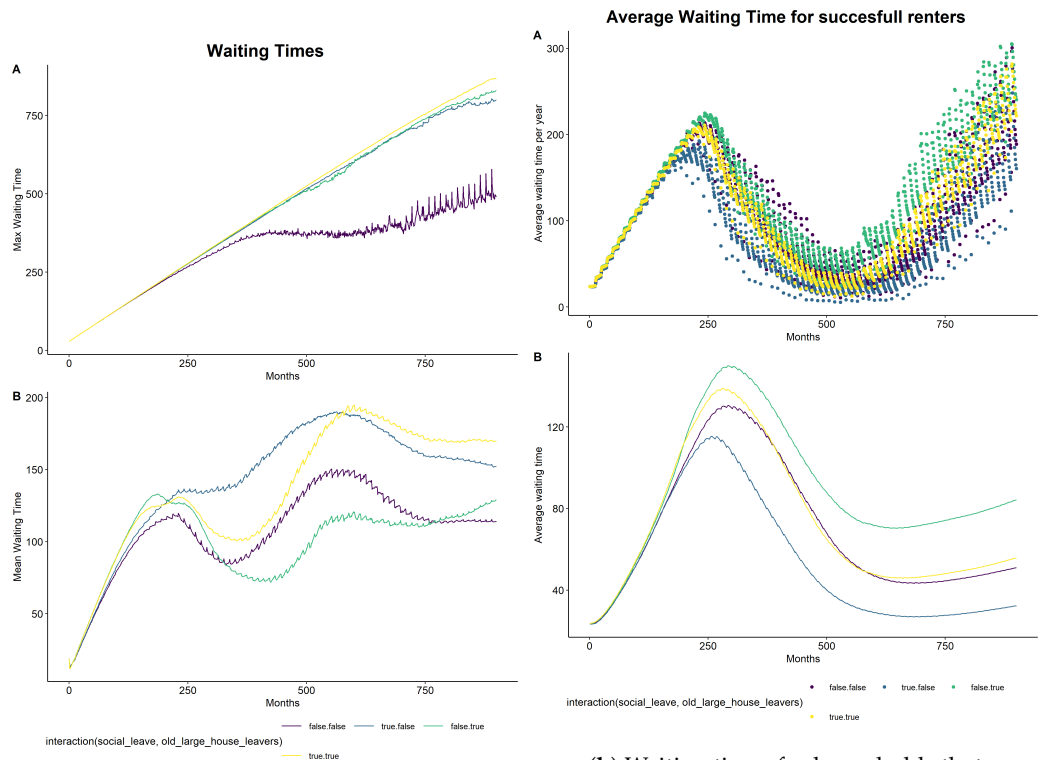 Waiting Times
A
Max Waiting Time
750
500
250
0
0
250
500
750
Months
B
Mean Waiting Time
200
150
100
50
0
250
500
750
Months
interaction(social_leave, old_large_house_leavers)
false.false
true.false
false.true
true.true
Average Waiting Time for succesfull renters
A
Average waiting time per year
300
200
100
0
0
250
500
750
Months
B
Average waiting time
120
80
40
0
250
500
750
Months
interaction(social_leave, old_large_house_leavers)
false.false
true.false
false.true
true.true